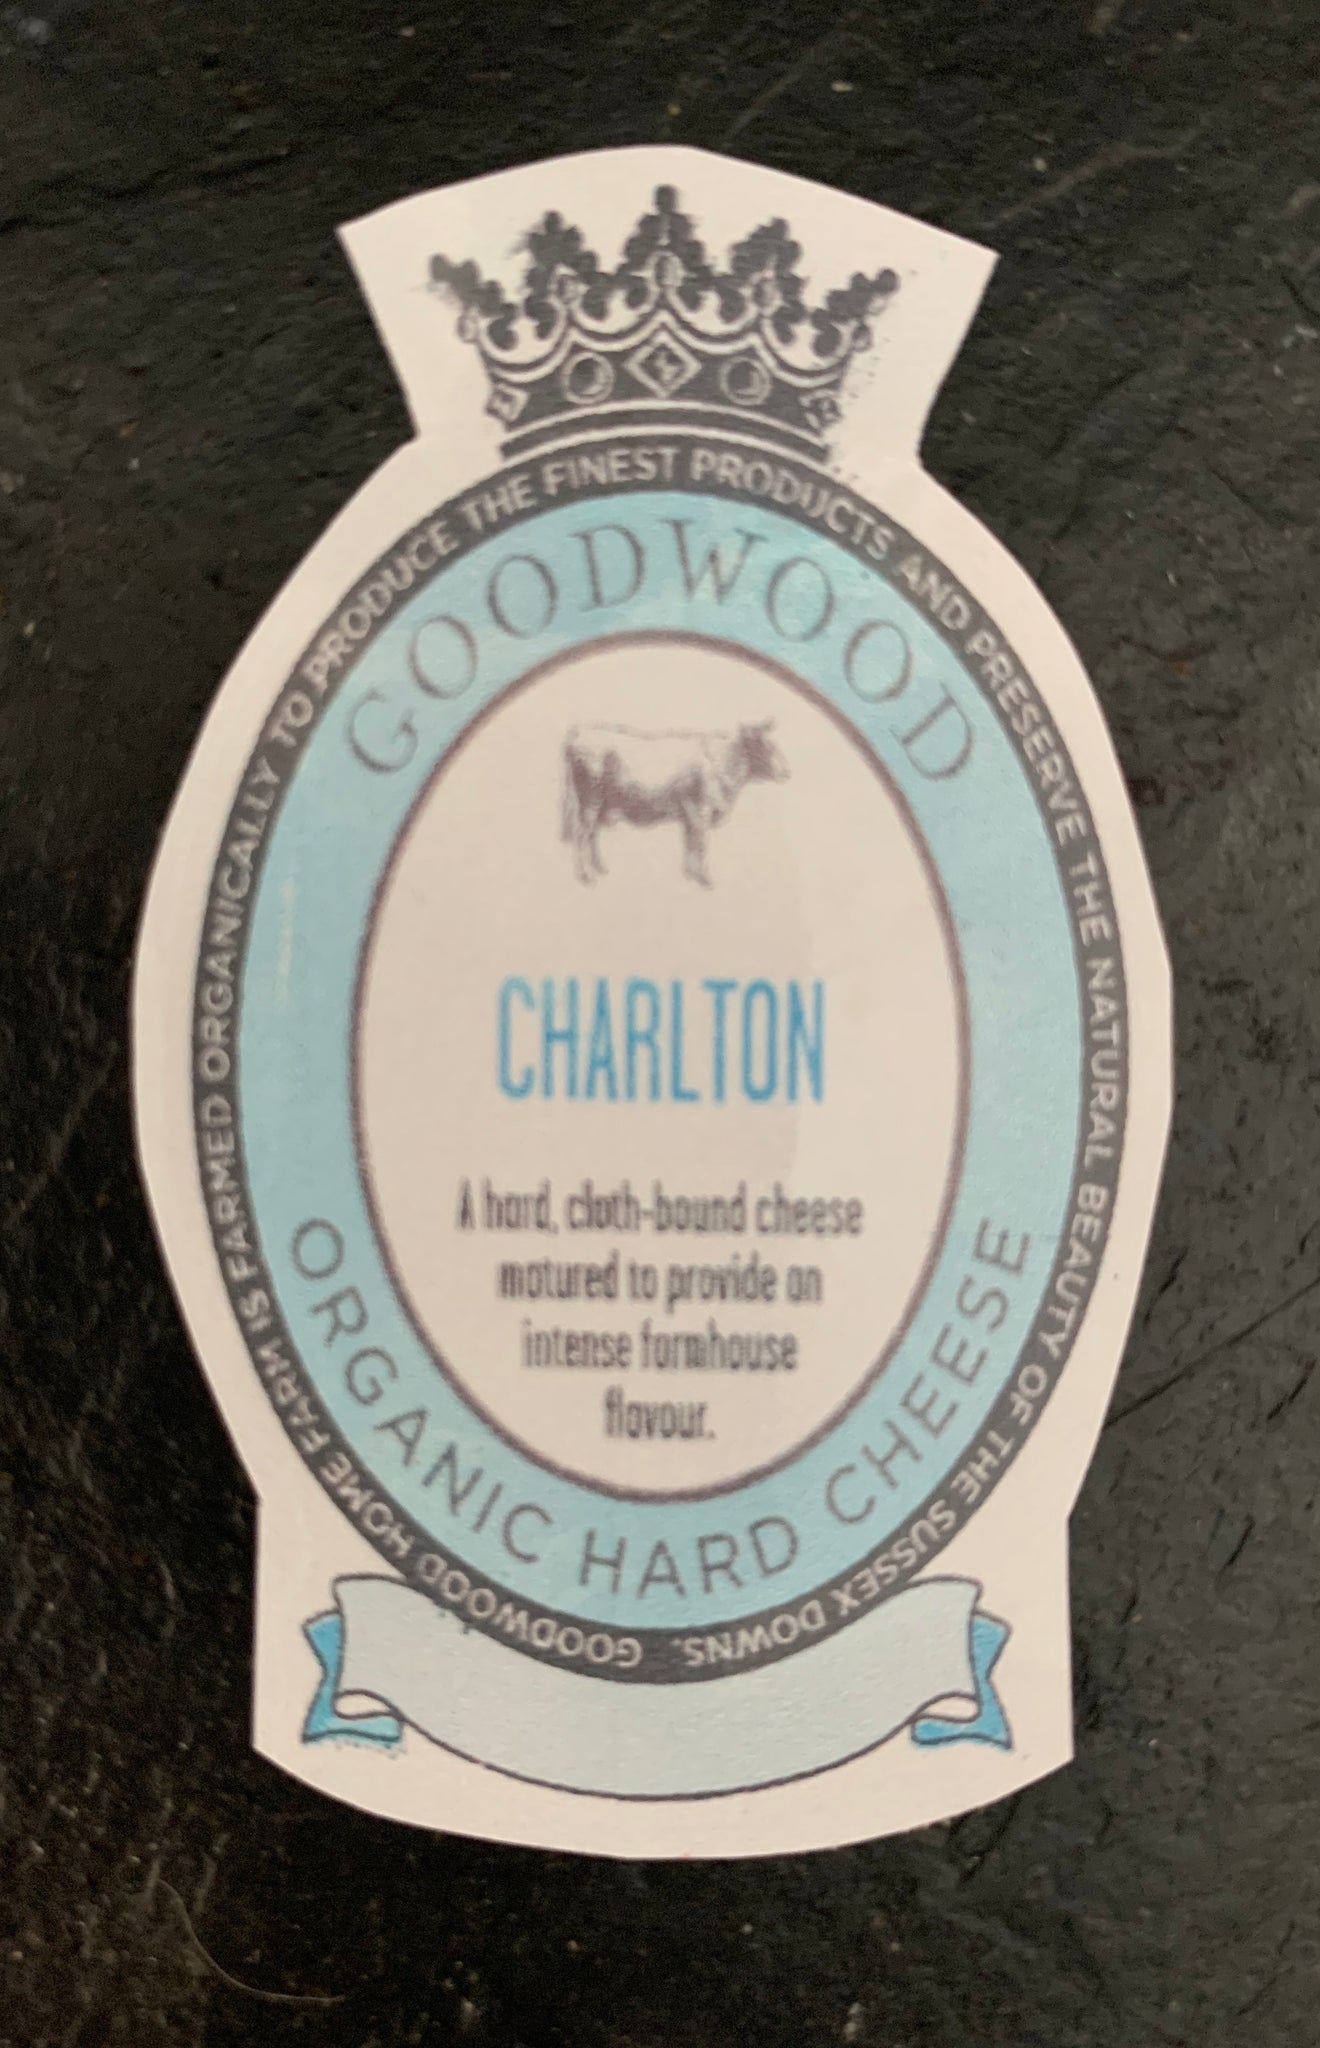 GOODWOOD HOME FARM IS FARMED ORGANICALLY TO PRODUCE THE FINEST PRODUCTS AND PRESERVE THE NATURAL BEAUTY OF THE SUSSEX DOWNS.
GOODWOOD
CHARLTON
A hard, cloth-bound cheese
matured to provide an
intense farmhouse
flavour.
ORGANIC HARD CHEESE